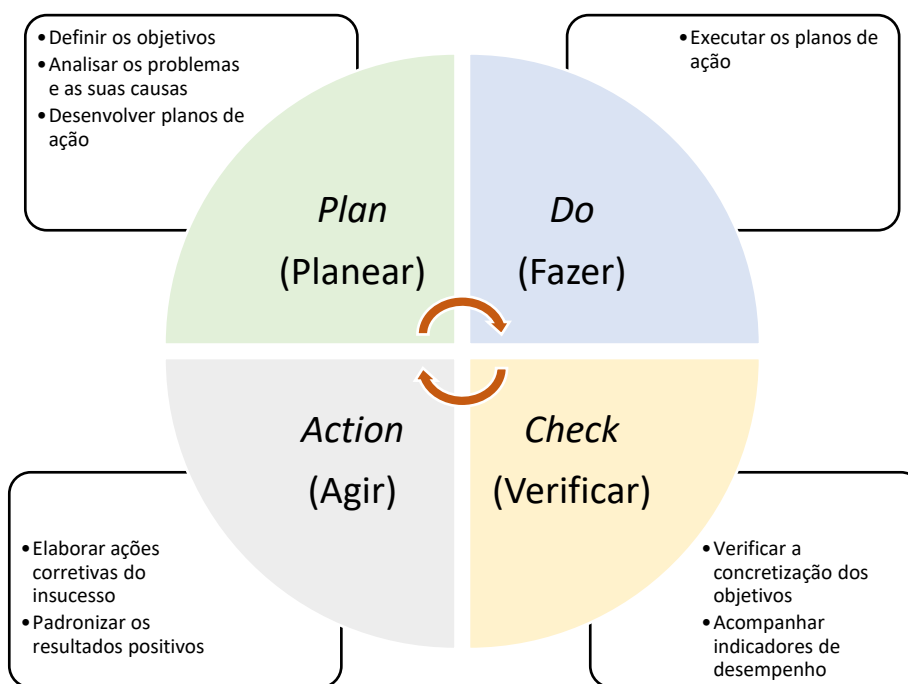 •Definir os objetivos
•Analisar os problemas
e as suas causas
•Desenvolver planos de
ação
•Executar os planos de
ação
Plan
(Planear)
Do
(Fazer)
Action
(Agir)
Check
(Verificar)
•Elaborar ações
corretivas do
insucesso
•Padronizar os
resultados positivos
•Verificar a
concretização dos
objetivos
•Acompanhar
indicadores de
desempenho